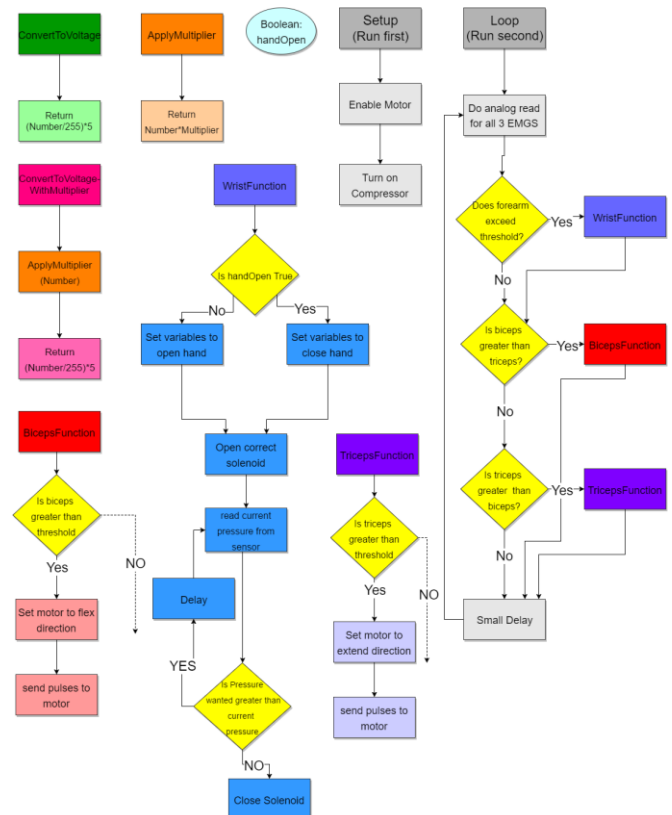 ConvertToVoltage
Return
(Number/255)*5
ApplyMultiplier
Return
Number*Multiplier
Boolean:
handOpen
Setup
(Run first)
Enable Motor
Turn on
Compressor
Loop
(Run second)
Do analog read
for all 3 EMGS
Does forearm
exceed
threshold?
Yes
WristFunction
No
Is biceps
greater than
triceps?
Yes
BicepsFunction
No
Is triceps
greater than
biceps?
Yes
TricepsFunction
No
Small Delay
ConvertToVoltage-
WithMultiplier
ApplyMultiplier
(Number)
Return
(Number/255)*5
WristFunction
Is handOpen True
No
Yes
Set variables to
open hand
Set variables to
close hand
Open correct
solenoid
read current
pressure from
sensor
Delay
YES
Is Pressure
wanted greater than
current
pressure
NO
Close Solenoid
BicepsFunction
Is biceps
greater than
threshold
NO
Yes
Set motor to flex
direction
send pulses to
motor
TricepsFunction
Is triceps
greater than
threshold
NO
Yes
Set motor to
extend direction
send pulses to
motor